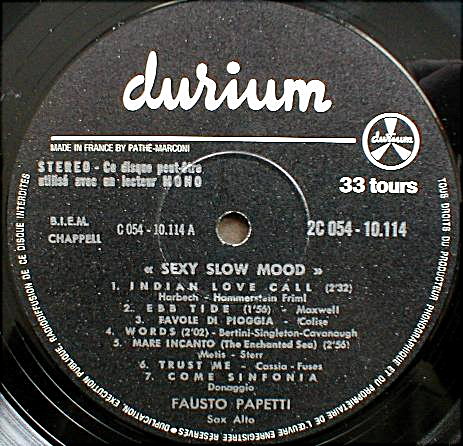 durium
MADE IN FRANCE BY PATHÉ-MARCONI
durium
STEREO - Ce disque peut-être
utilisé avec un lecteur MONO
33 tours
B.I.E.M.
CHAPPELL
C 054 - 10.114 A
2C 054 - 10.114
« SEXY SLOW MOOD »
1. INDIAN LOVE CALL (2'32)
Harbech - Hammerstein Friml
2. EBB TIDE (1'56) - Maxwell
3. FAVOLE DI PIOGGIA - Colise
4. WORDS (2'02) - Bertini-Singleton-Cavanaugh
5. MARE INCANTO (The Enchanted Sea) (2'56)
Metis - Sterr
6. TRUST ME - Cassia - Fuses
7. COME SINFONIA
Donaggio
FAUSTO PAPETTI
Sax Alto
TOUS DROITS DU PRODUCTEUR PHONOGRAPHIQUE ET DU PROPRIETAIRE DE L'ŒUVRE ENREGISTREE RESERVES - DUPLICATION, EXECUTION PUBLIQUE, RADIODIFFUSION DE CE DISQUE INTERDITES